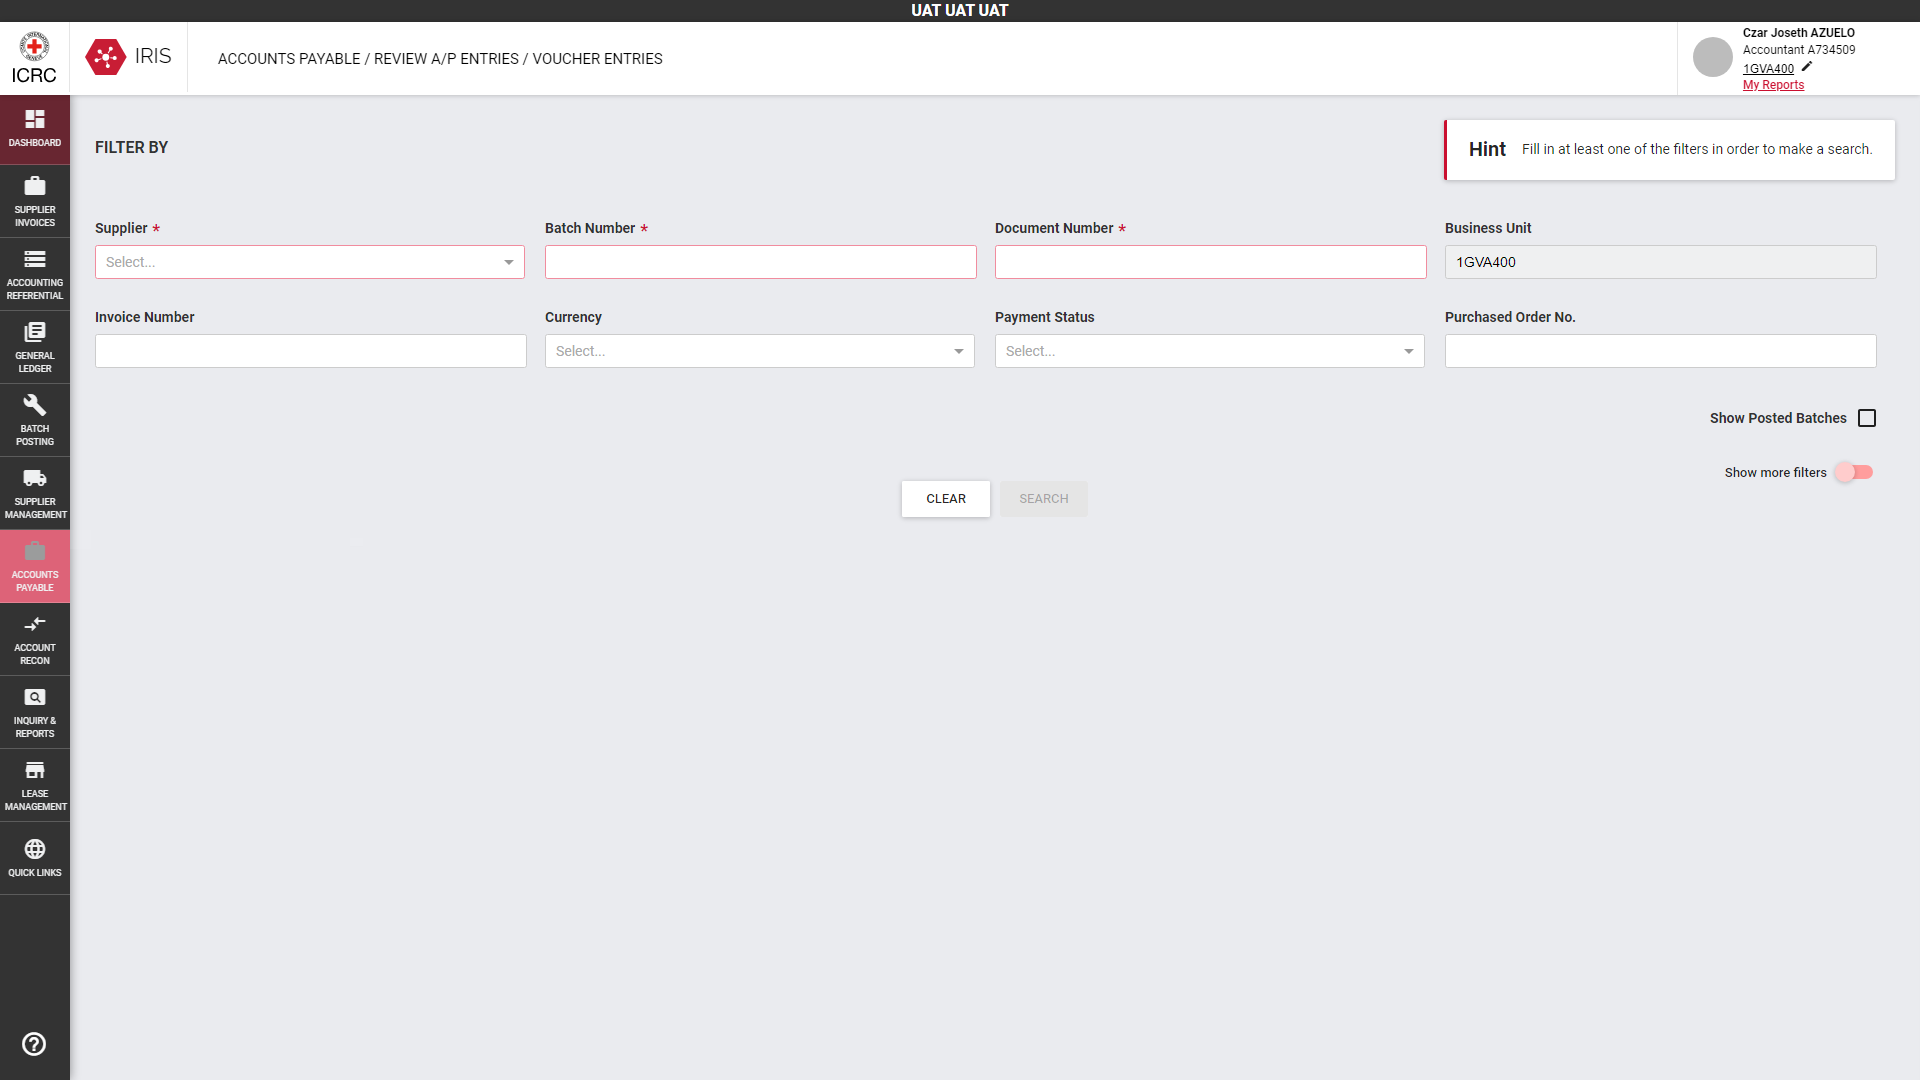 UAT UAT UAT
ICRC
IRIS
ACCOUNTS PAYABLE / REVIEW A/P ENTRIES / VOUCHER ENTRIES
Czar Joseth AZUELO
Accountant A734509
1GVA400
My Reports
DASHBOARD
SUPPLIER
INVOICES
ACCOUNTING
REFERENTIAL
GENERAL
LEDGER
BATCH
POSTING
SUPPLIER
MANAGEMENT
ACCOUNTS
PAYABLE
ACCOUNT
RECON
INQUIRY &
REPORTS
LEASE
MANAGEMENT
QUICK LINKS
FILTER BY
Hint Fill in at least one of the filters in order to make a search.
Supplier *
Select...
Batch Number *
Document Number *
Business Unit
1GVA400
Invoice Number
Currency
Select...
Payment Status
Select...
Purchased Order No.
Show Posted Batches
Show more filters
CLEAR
SEARCH